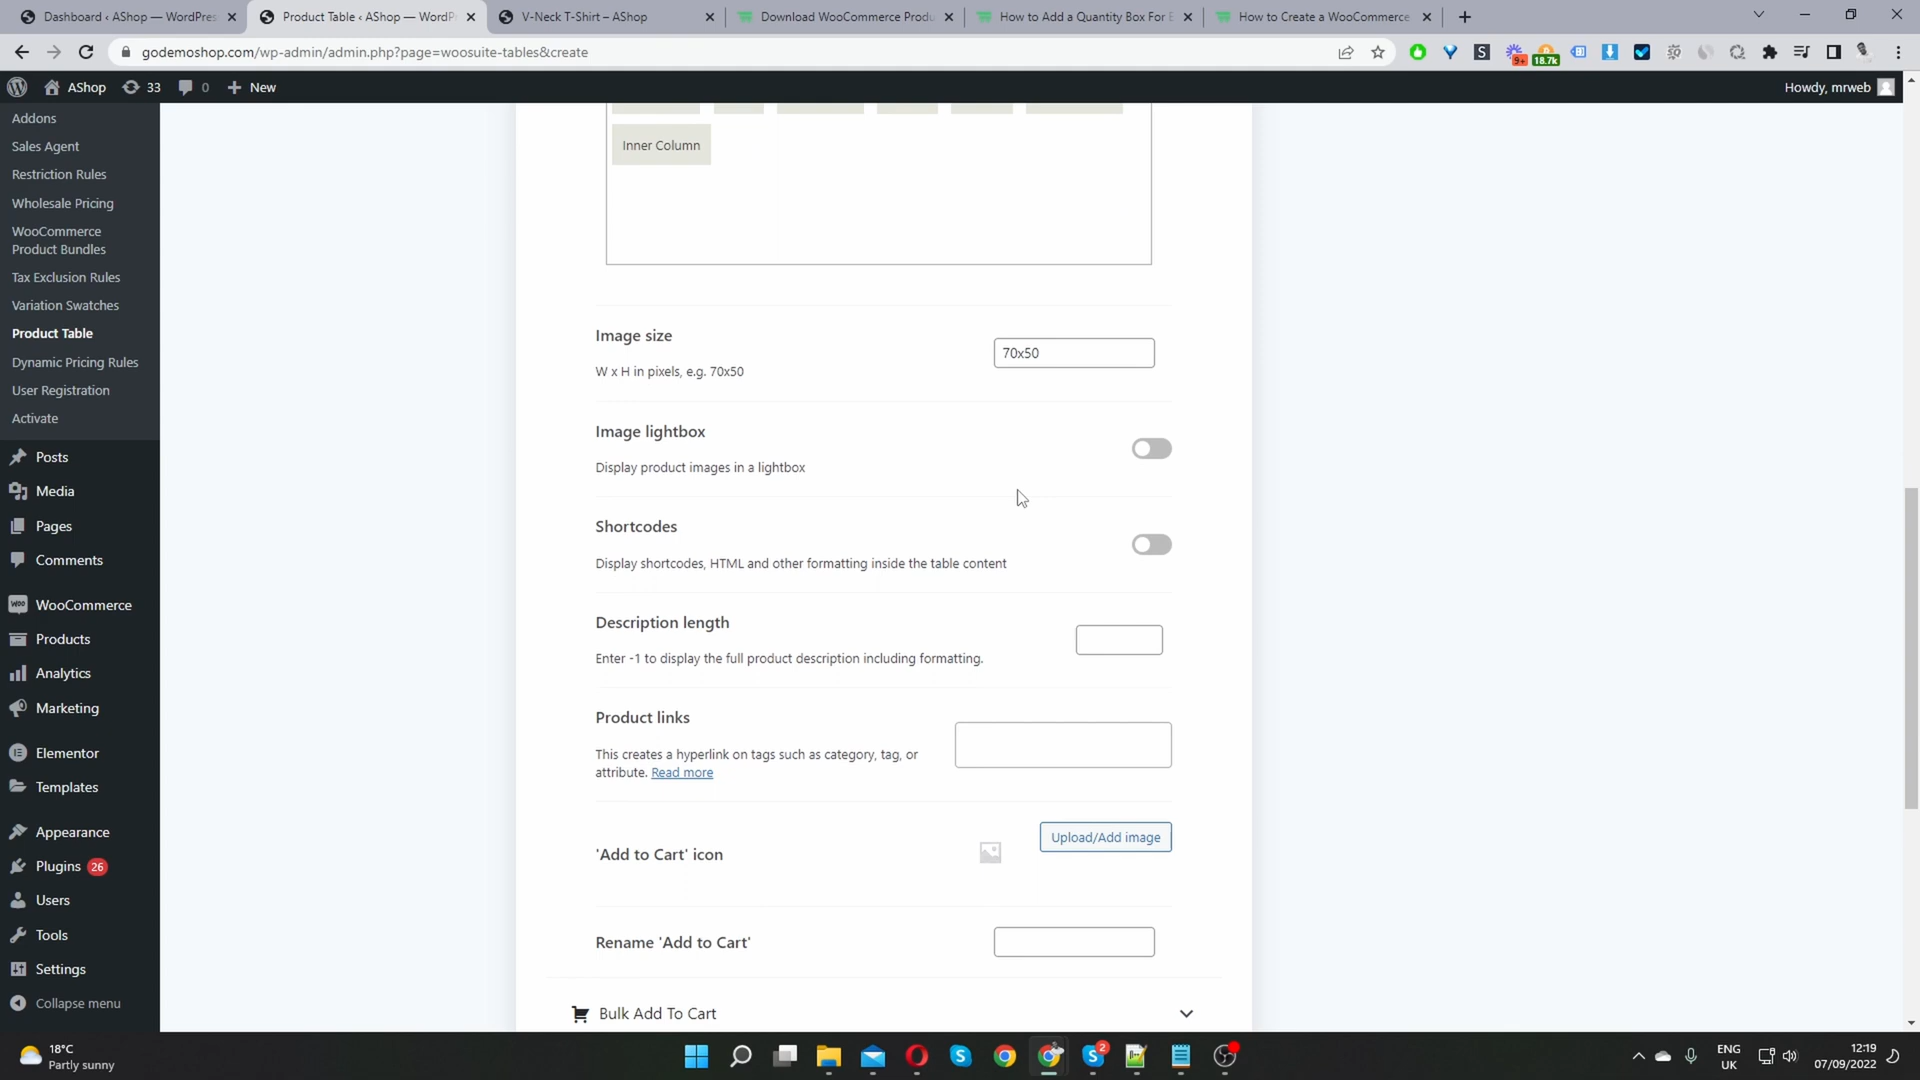 Dashboard ‹ AShop — WordPres
Product Table ‹ AShop — WordP
V-Neck T-Shirt – AShop
Download WooCommerce Produ
How to Add a Quantity Box For E
How to Create a WooCommerce
godemoshop.com/wp-admin/admin.php?page=woosuite-tables&create
9+
18.7k
AShop
33
0
New
Howdy, mrweb
Addons
Sales Agent
Restriction Rules
Wholesale Pricing
WooCommerce
Product Bundles
Tax Exclusion Rules
Variation Swatches
Product Table
Dynamic Pricing Rules
User Registration
Activate
Posts
Media
Pages
Comments
WooCommerce
Products
Analytics
Marketing
Elementor
Templates
Appearance
Plugins 26
Users
Tools
Settings
Collapse menu
Inner Column
Image size
W x H in pixels, e.g. 70x50
70x50
Image lightbox
Display product images in a lightbox
Shortcodes
Display shortcodes, HTML and other formatting inside the table content
Description length
Enter -1 to display the full product description including formatting.
Product links
This creates a hyperlink on tags such as category, tag, or
attribute. Read more
'Add to Cart' icon
Upload/Add image
Rename 'Add to Cart'
Bulk Add To Cart
18°C
Partly sunny
2
ENG
UK
12:19
07/09/2022